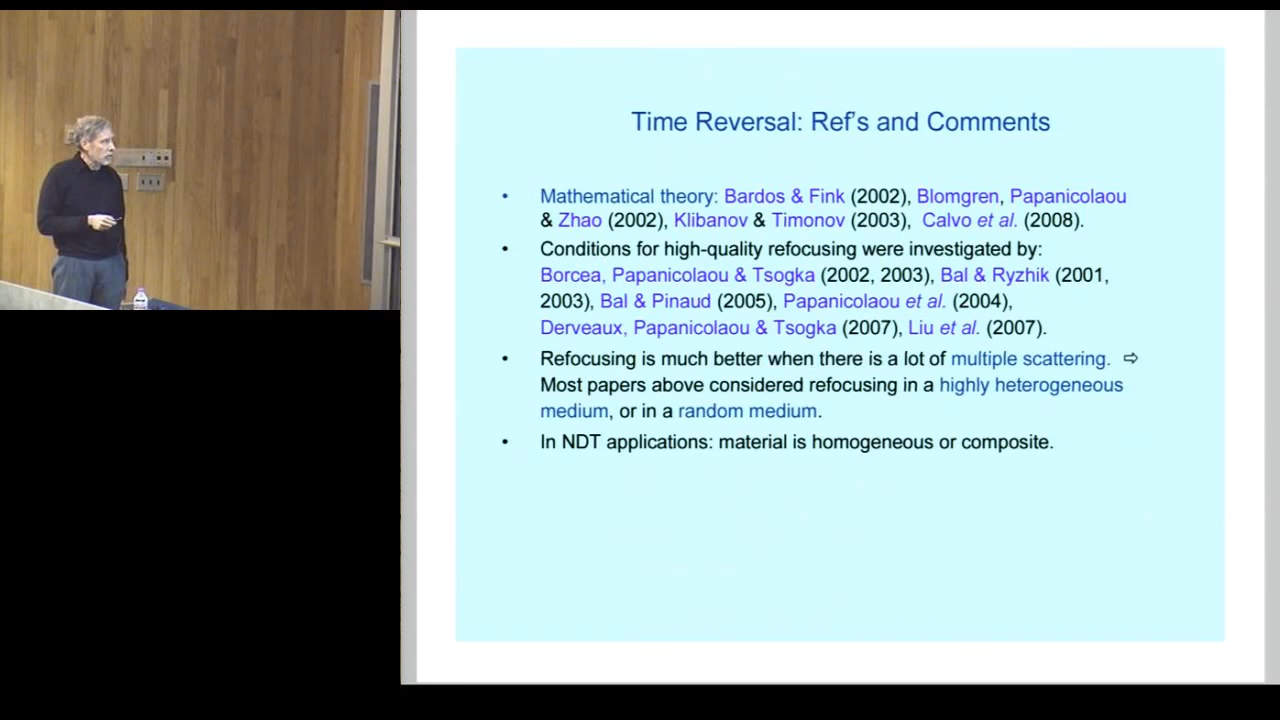 Time Reversal: Ref's and Comments
• Mathematical theory: Bardos & Fink (2002), Blomgren, Papanicolaou
& Zhao (2002), Klibanov & Timonov (2003), Calvo et al. (2008).
• Conditions for high-quality refocusing were investigated by:
Borcea, Papanicolaou & Tsogka (2002, 2003), Bal & Ryzhik (2001,
2003), Bal & Pinaud (2005), Papanicolaou et al. (2004),
Derveaux, Papanicolaou & Tsogka (2007), Liu et al. (2007).
• Refocusing is much better when there is a lot of multiple scattering. ⇨
Most papers above considered refocusing in a highly heterogeneous
medium, or in a random medium.
• In NDT applications: material is homogeneous or composite.